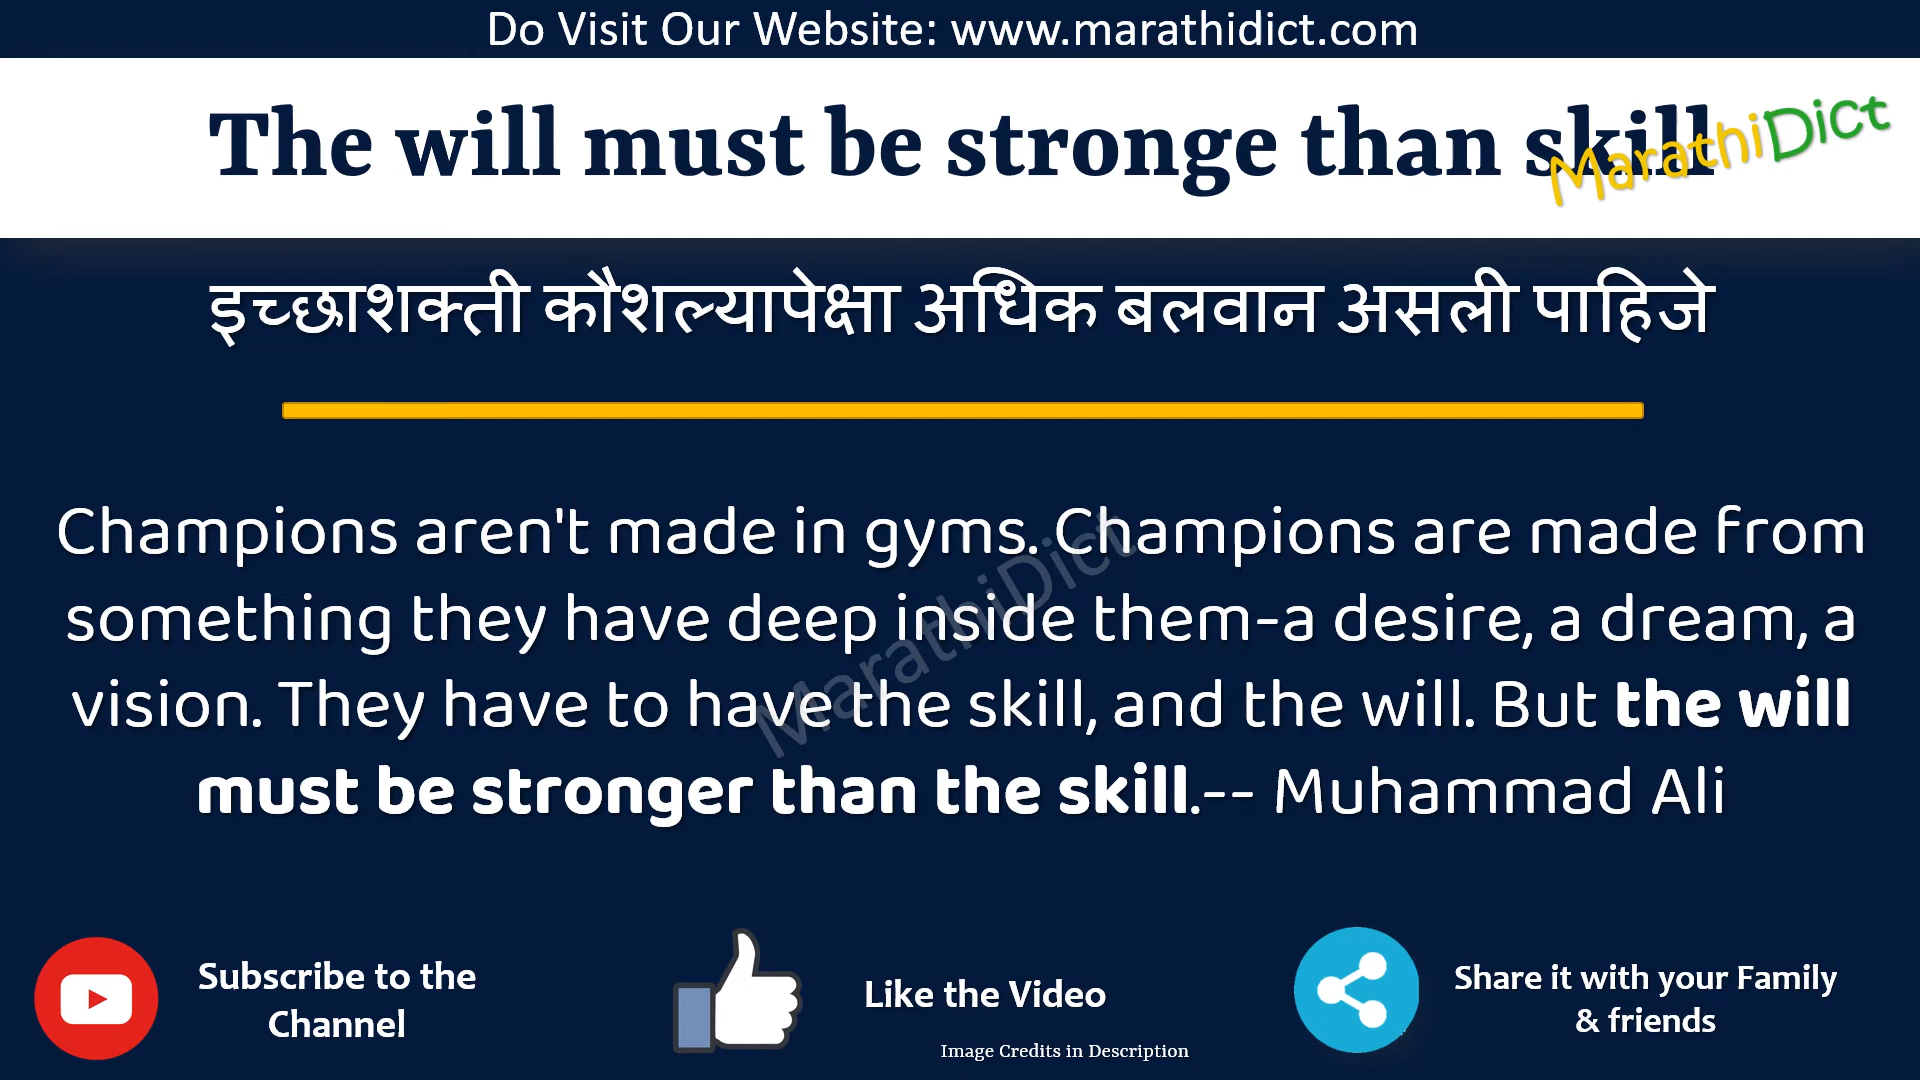 Do Visit Our Website: www.marathidict.com
The will must be stronge than skill
MarathiDict
इच्छाशक्ती कौशल्यापेक्षा अधिक बलवान असली पाहिजे
Champions aren't made in gyms. Champions are made from
something they have deep inside them-a desire, a dream, a
vision. They have to have the skill, and the will. But the will
must be stronger than the skill.-- Muhammad Ali
MarathiDict
Subscribe to the
Channel
Like the Video
Share it with your Family
& friends
Image Credits in Description